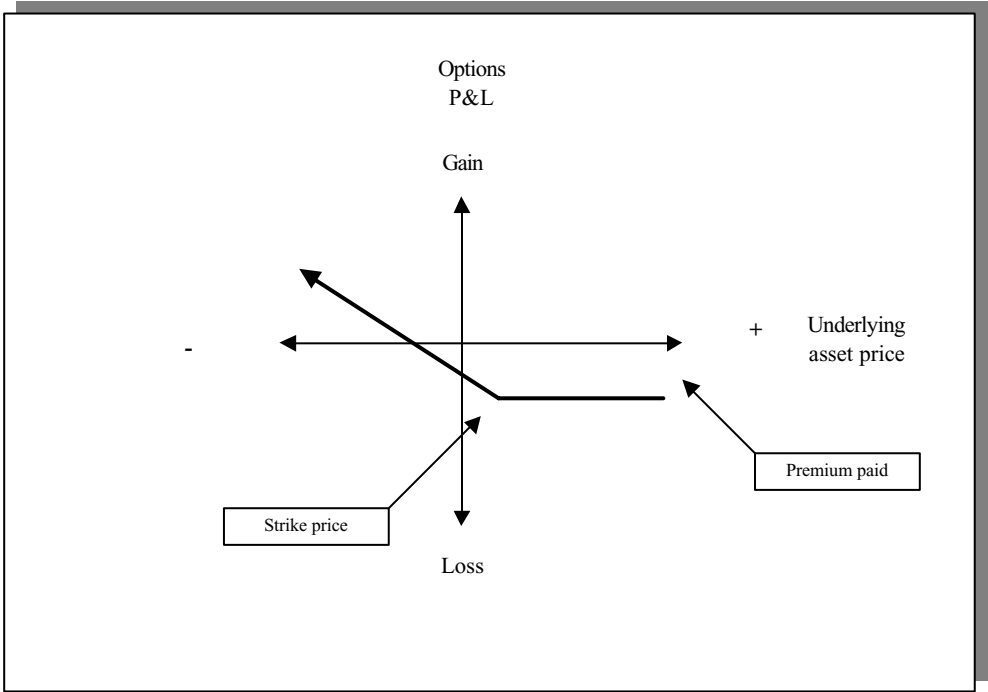 Options
P&L
Gain
-
+
Underlying
asset price
Premium paid
Strike price
Loss